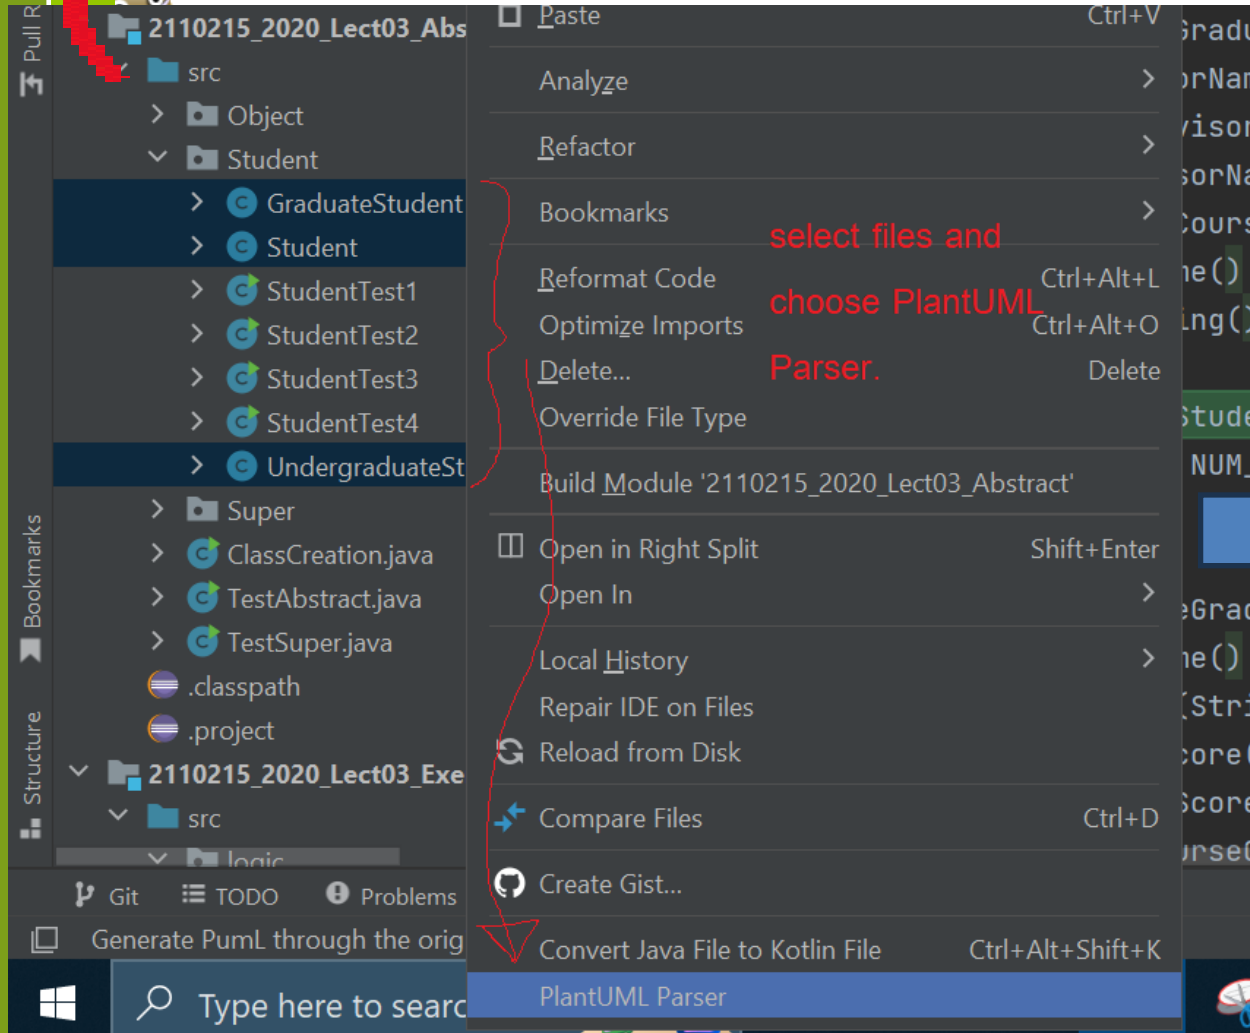 Pull R
Bookmarks
Structure
2110215_2020_Lect03_Abs
src
Object
Student
GraduateStudent
Student
StudentTest1
StudentTest2
StudentTest3
StudentTest4
UndergraduateSt
Super
ClassCreation.java
TestAbstract.java
TestSuper.java
.classpath
.project
2110215_2020_Lect03_Exe
src
logic
Git TODO Problems
Generate PumL through the orig
Type here to searc
Paste Ctrl+V
Analyze
Refactor
Bookmarks
Reformat Code Ctrl+Alt+L
Optimize Imports Ctrl+Alt+O
Delete... Delete
Override File Type
Build Module '2110215_2020_Lect03_Abstract'
Open in Right Split Shift+Enter
Open In
Local History
Repair IDE on Files
Reload from Disk
Compare Files Ctrl+D
Create Gist...
Convert Java File to Kotlin File Ctrl+Alt+Shift+K
PlantUML Parser
select files and
choose PlantUML
Parser.
Gradu
orNam
visor
sorNa
Cours
me()
ing()
Stude
NUM_
eGrad
me()
(Stri
core(
Score